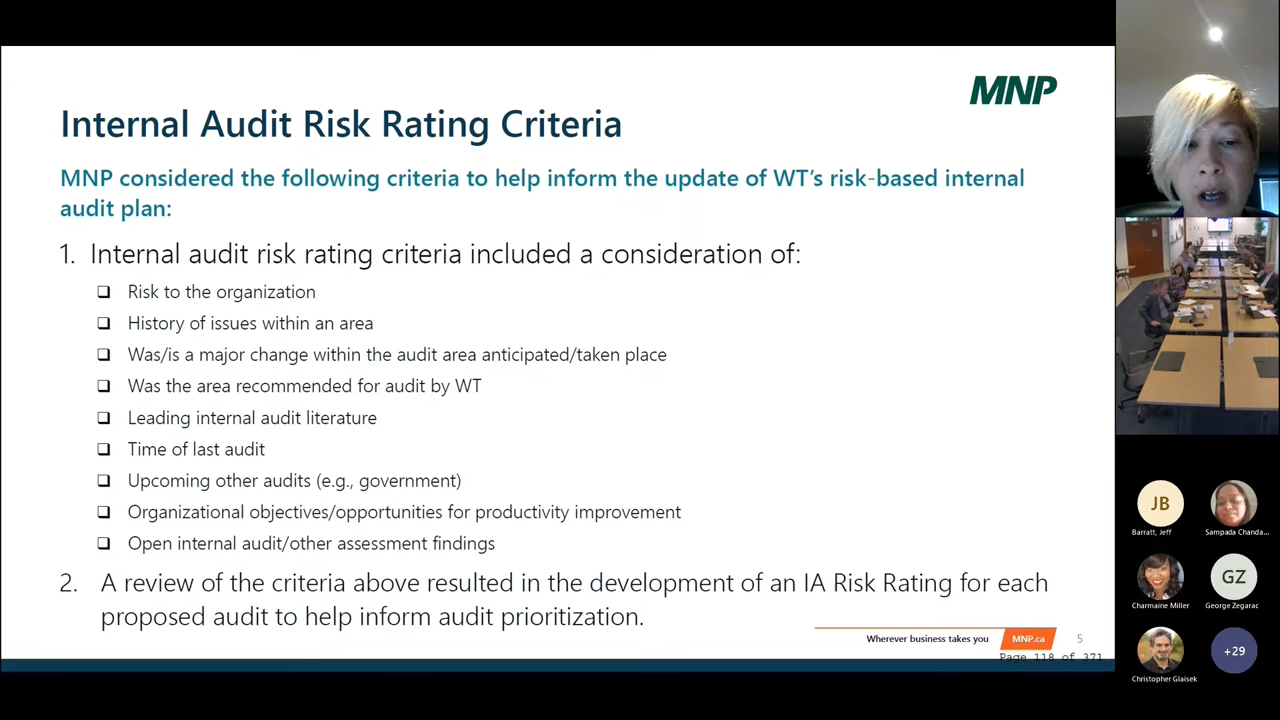 MNP
Internal Audit Risk Rating Criteria
MNP considered the following criteria to help inform the update of WT's risk-based internal
audit plan:
1. Internal audit risk rating criteria included a consideration of:
❑ Risk to the organization
❑ History of issues within an area
❑ Was/is a major change within the audit area anticipated/taken place
❑ Was the area recommended for audit by WT
❑ Leading internal audit literature
❑ Time of last audit
❑ Upcoming other audits (e.g., government)
❑ Organizational objectives/opportunities for productivity improvement
❑ Open internal audit/other assessment findings
2. A review of the criteria above resulted in the development of an IA Risk Rating for each
proposed audit to help inform audit prioritization.
Wherever business takes you MNP.ca 5
Page 118 of 371
JB
Barratt, Jeff
Sampada Chanda...
Charmaine Miller
GZ
George Zegarac
Christopher Glaisek
+29